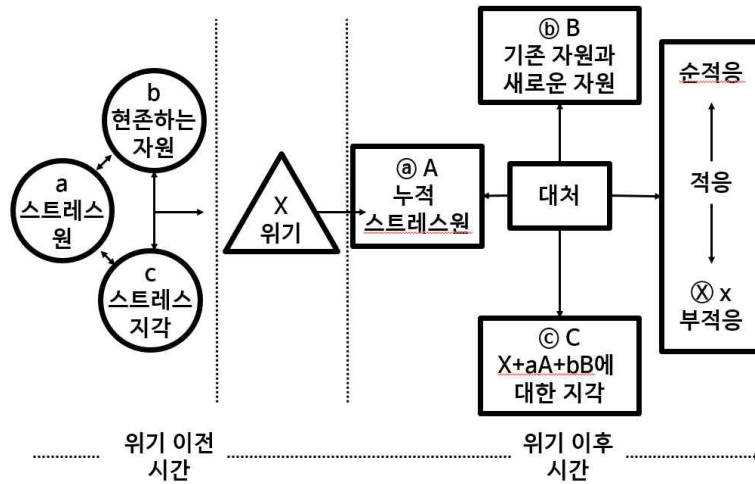 b
현존하는
자원
a
스트레스
원
c
스트레스
지각
X
위기
ⓐ A
누적
스트레스원
ⓑ B
기존 자원과
새로운 자원
대처
ⓒ C
X+aA+bB에
대한 지각
순적응
적응
ⓧ x
부적응
위기 이전
시간
위기 이후
시간